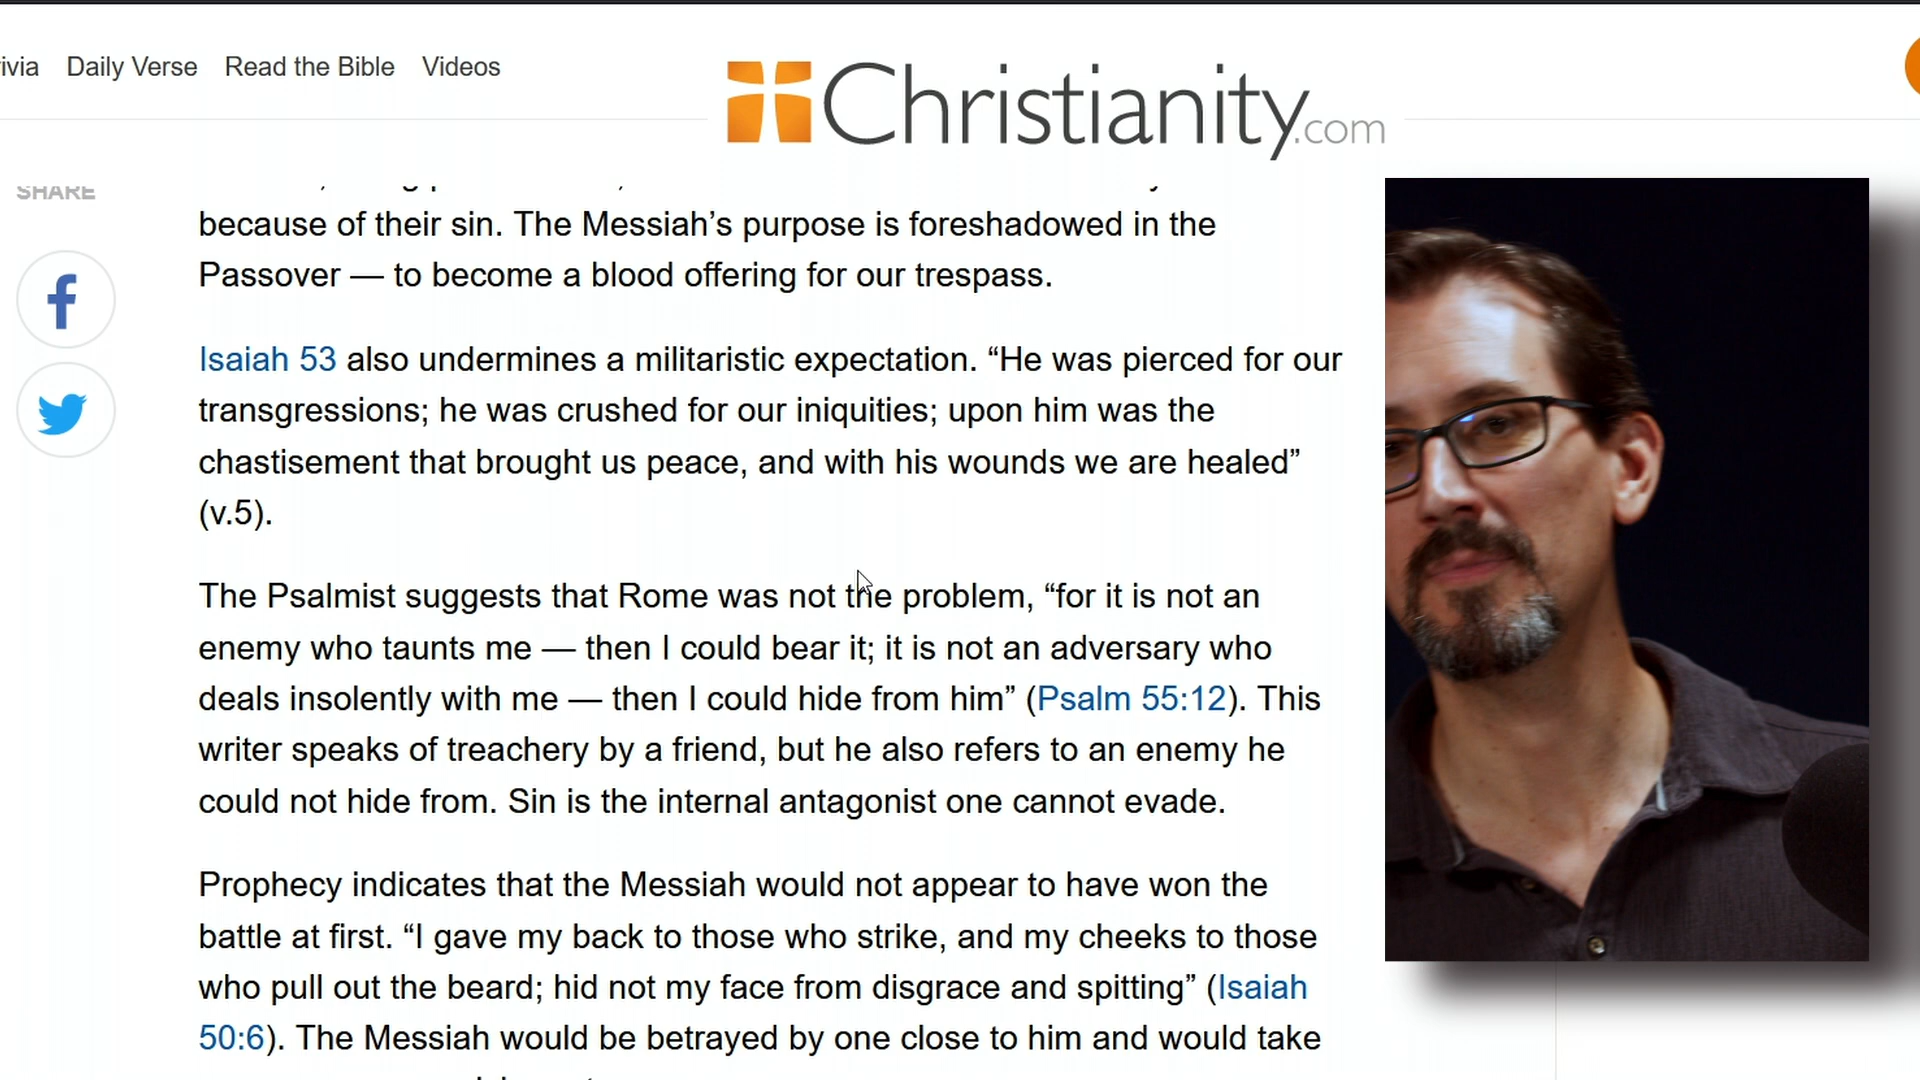 ivia Daily Verse Read the Bible Videos
Christianity.com
SHARE
because of their sin. The Messiah’s purpose is foreshadowed in the
Passover — to become a blood offering for our trespass.
Isaiah 53 also undermines a militaristic expectation. “He was pierced for our
transgressions; he was crushed for our iniquities; upon him was the
chastisement that brought us peace, and with his wounds we are healed”
(v.5).
The Psalmist suggests that Rome was not the problem, “for it is not an
enemy who taunts me — then I could bear it; it is not an adversary who
deals insolently with me — then I could hide from him” (Psalm 55:12). This
writer speaks of treachery by a friend, but he also refers to an enemy he
could not hide from. Sin is the internal antagonist one cannot evade.
Prophecy indicates that the Messiah would not appear to have won the
battle at first. “I gave my back to those who strike, and my cheeks to those
who pull out the beard; hid not my face from disgrace and spitting” (Isaiah
50:6). The Messiah would be betrayed by one close to him and would take